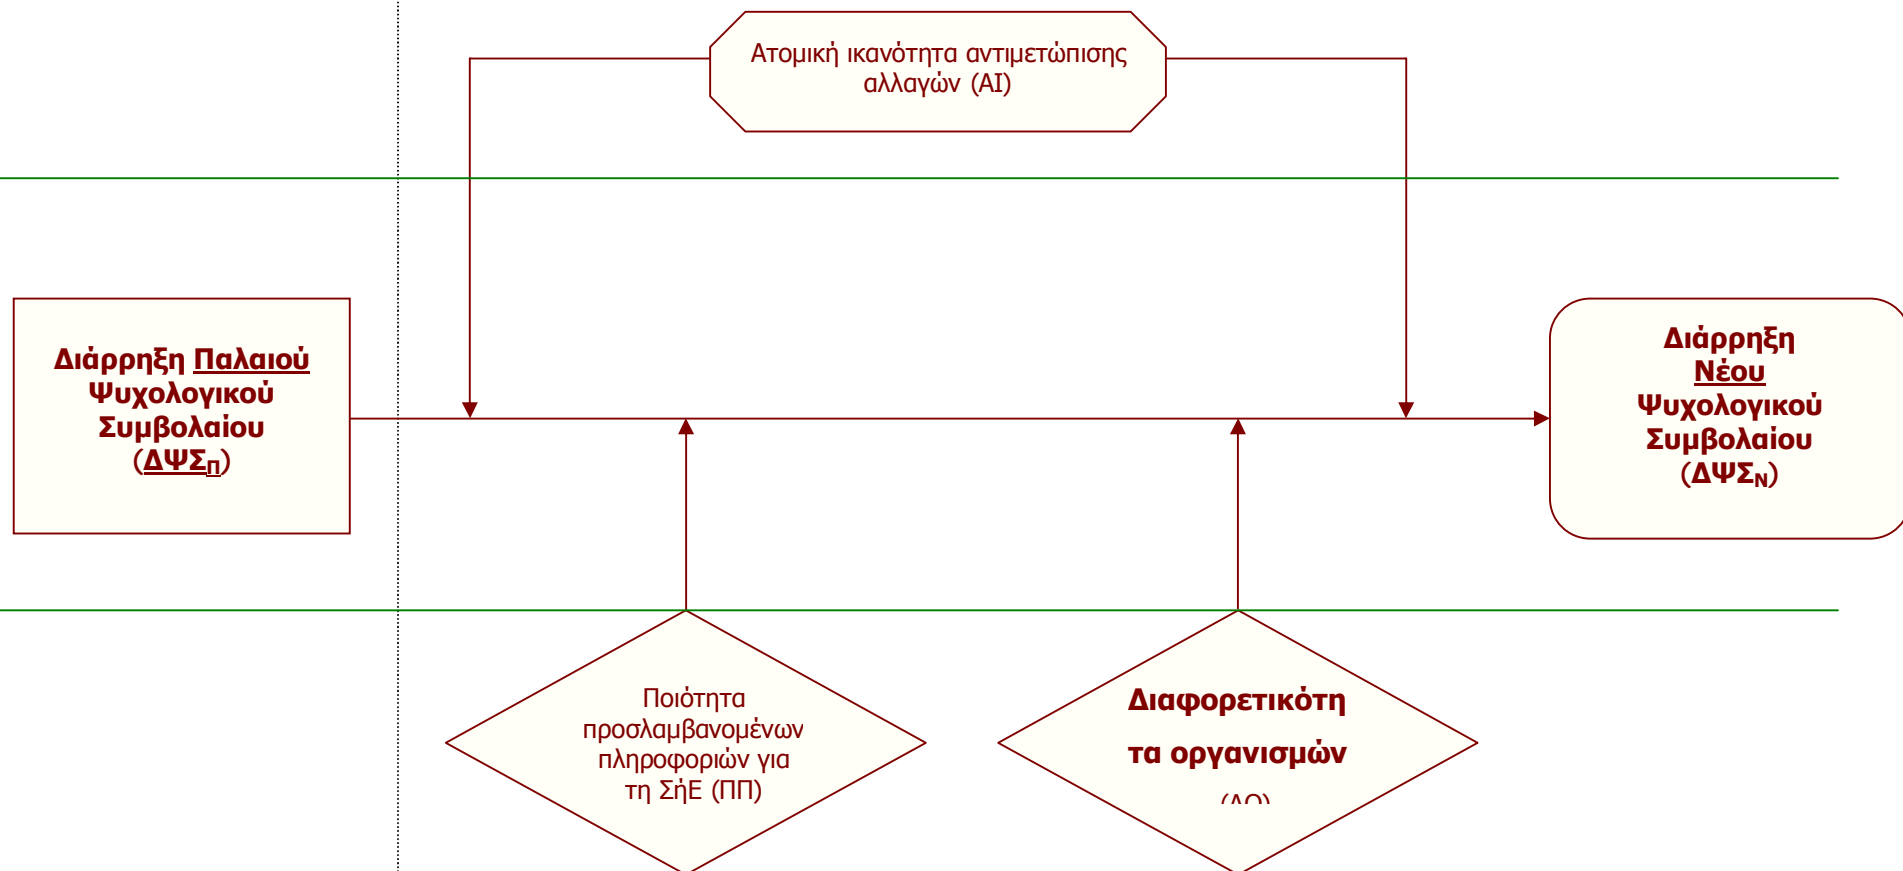 Ατομική ικανότητα αντιμετώπισης
αλλαγών (ΑΙ)
Διάρρηξη Παλαιού
Ψυχολογικού
Συμβολαίου
(ΔΨΣΠ)
Διάρρηξη
Νέου
Ψυχολογικού
Συμβολαίου
(ΔΨΣΝ)
Ποιότητα
προσλαμβανομένων
πληροφοριών για
τη ΣήΕ (ΠΠ)
Διαφορετικότη
τα οργανισμών